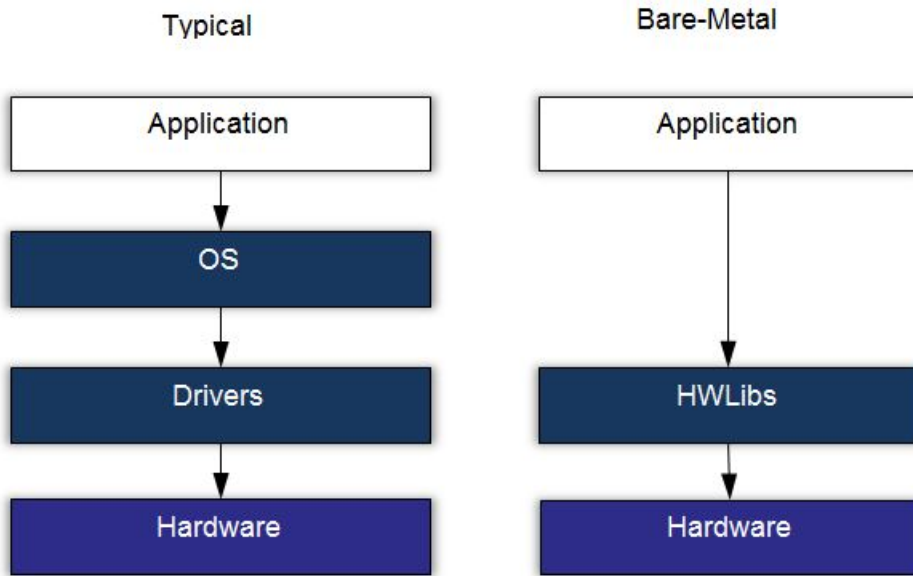 Typical
Application
OS
Drivers
Hardware
Bare-Metal
Application
HWLibs
Hardware